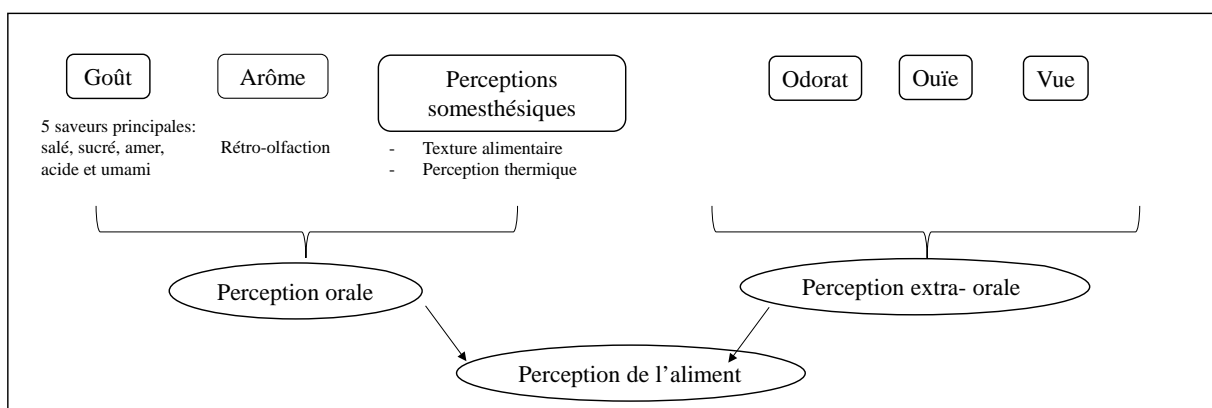 Goût
Arôme
Perceptions
somesthésiques
Odorat
Ouïe
Vue
5 saveurs principales:
salé, sucré, amer,
acide et umami
Rétro-olfaction
- Texture alimentaire
- Perception thermique
Perception orale
Perception extra- orale
Perception de l’aliment